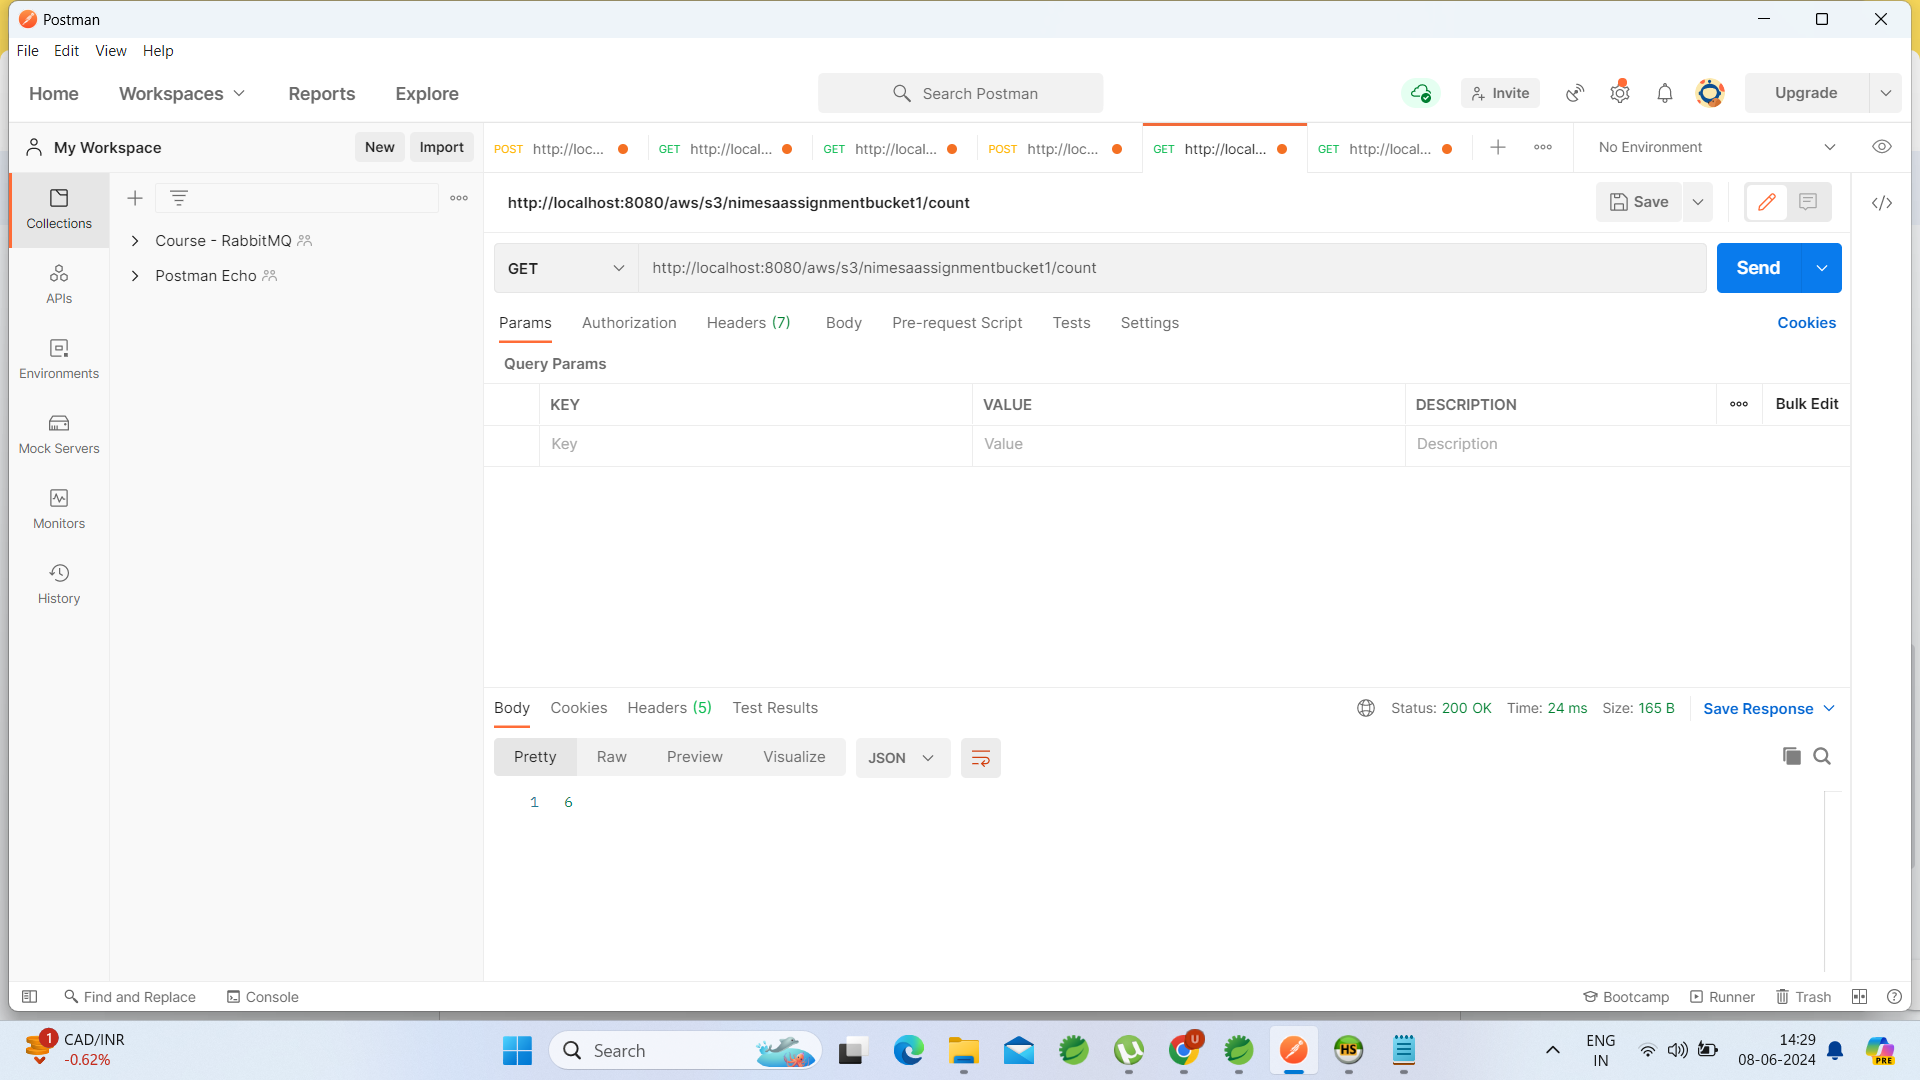 Postman
File Edit View Help
Home Workspaces Reports Explore Search Postman Invite Upgrade
My Workspace New Import POST http://loc... GET http://local... GET http://local... POST http://loc... GET http://local... GET http://local... No Environment
Collections
http://localhost:8080/aws/s3/nimesaassignmentbucket1/count Save
Course - RabbitMQ
Postman Echo
GET http://localhost:8080/aws/s3/nimesaassignmentbucket1/count Send
APIs
Environments
Mock Servers
Monitors
History
Params Authorization Headers (7) Body Pre-request Script Tests Settings Cookies
Query Params
KEY VALUE DESCRIPTION Bulk Edit
Key Value Description
Body Cookies Headers (5) Test Results Status: 200 OK Time: 24 ms Size: 165 B Save Response
Pretty Raw Preview Visualize JSON
1 6
Find and Replace Console Bootcamp Runner Trash
1 CAD/INR
-0.62%
Search
U
HS
ENG
IN
14:29
08-06-2024
PRE